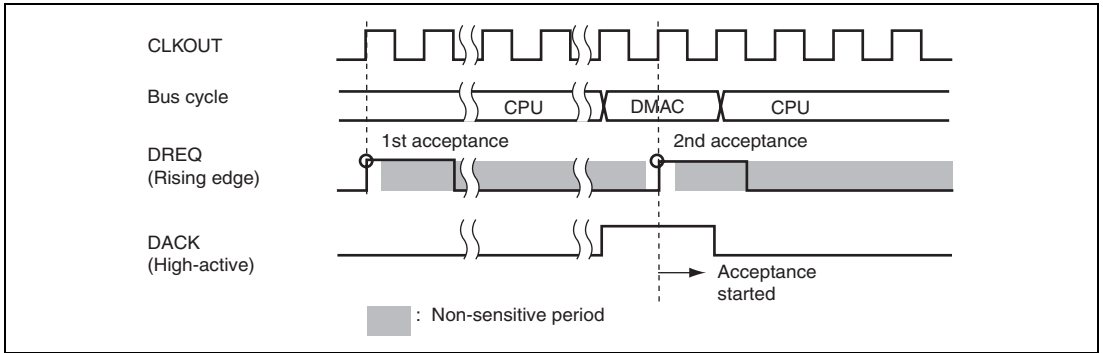 CLKOUT
Bus cycle
CPU
DMAC
CPU
1st acceptance
2nd acceptance
DREQ
(Rising edge)
DACK
(High-active)
Acceptance
started
: Non-sensitive period